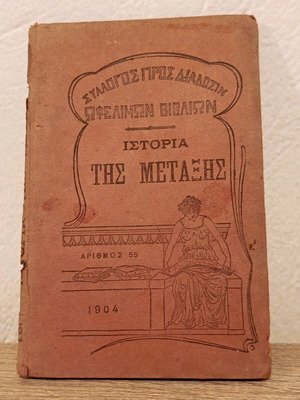 ΣΥΛΛΟΓΟΣ ΠΡΟΣ ΔΙΑΔΟΣΙΝ
ΩΦΕΛΙΜΩΝ ΒΙΒΛΙΩΝ
ΙΣΤΟΡΙΑ
ΤΗΣ ΜΕΤΑΞΗΣ
ΑΡΙΘΜΟΣ 55
1904